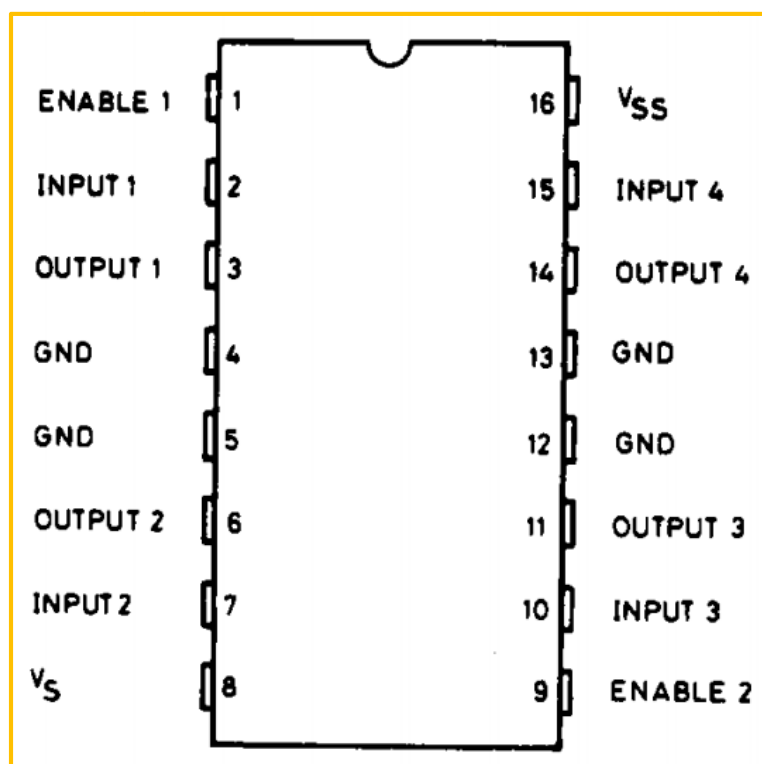 ENABLE 1 1 16 VSS
INPUT 1 2 15 INPUT 4
OUTPUT 1 3 14 OUTPUT 4
GND 4 13 GND
GND 5 12 GND
OUTPUT 2 6 11 OUTPUT 3
INPUT 2 7 10 INPUT 3
VS 8 9 ENABLE 2